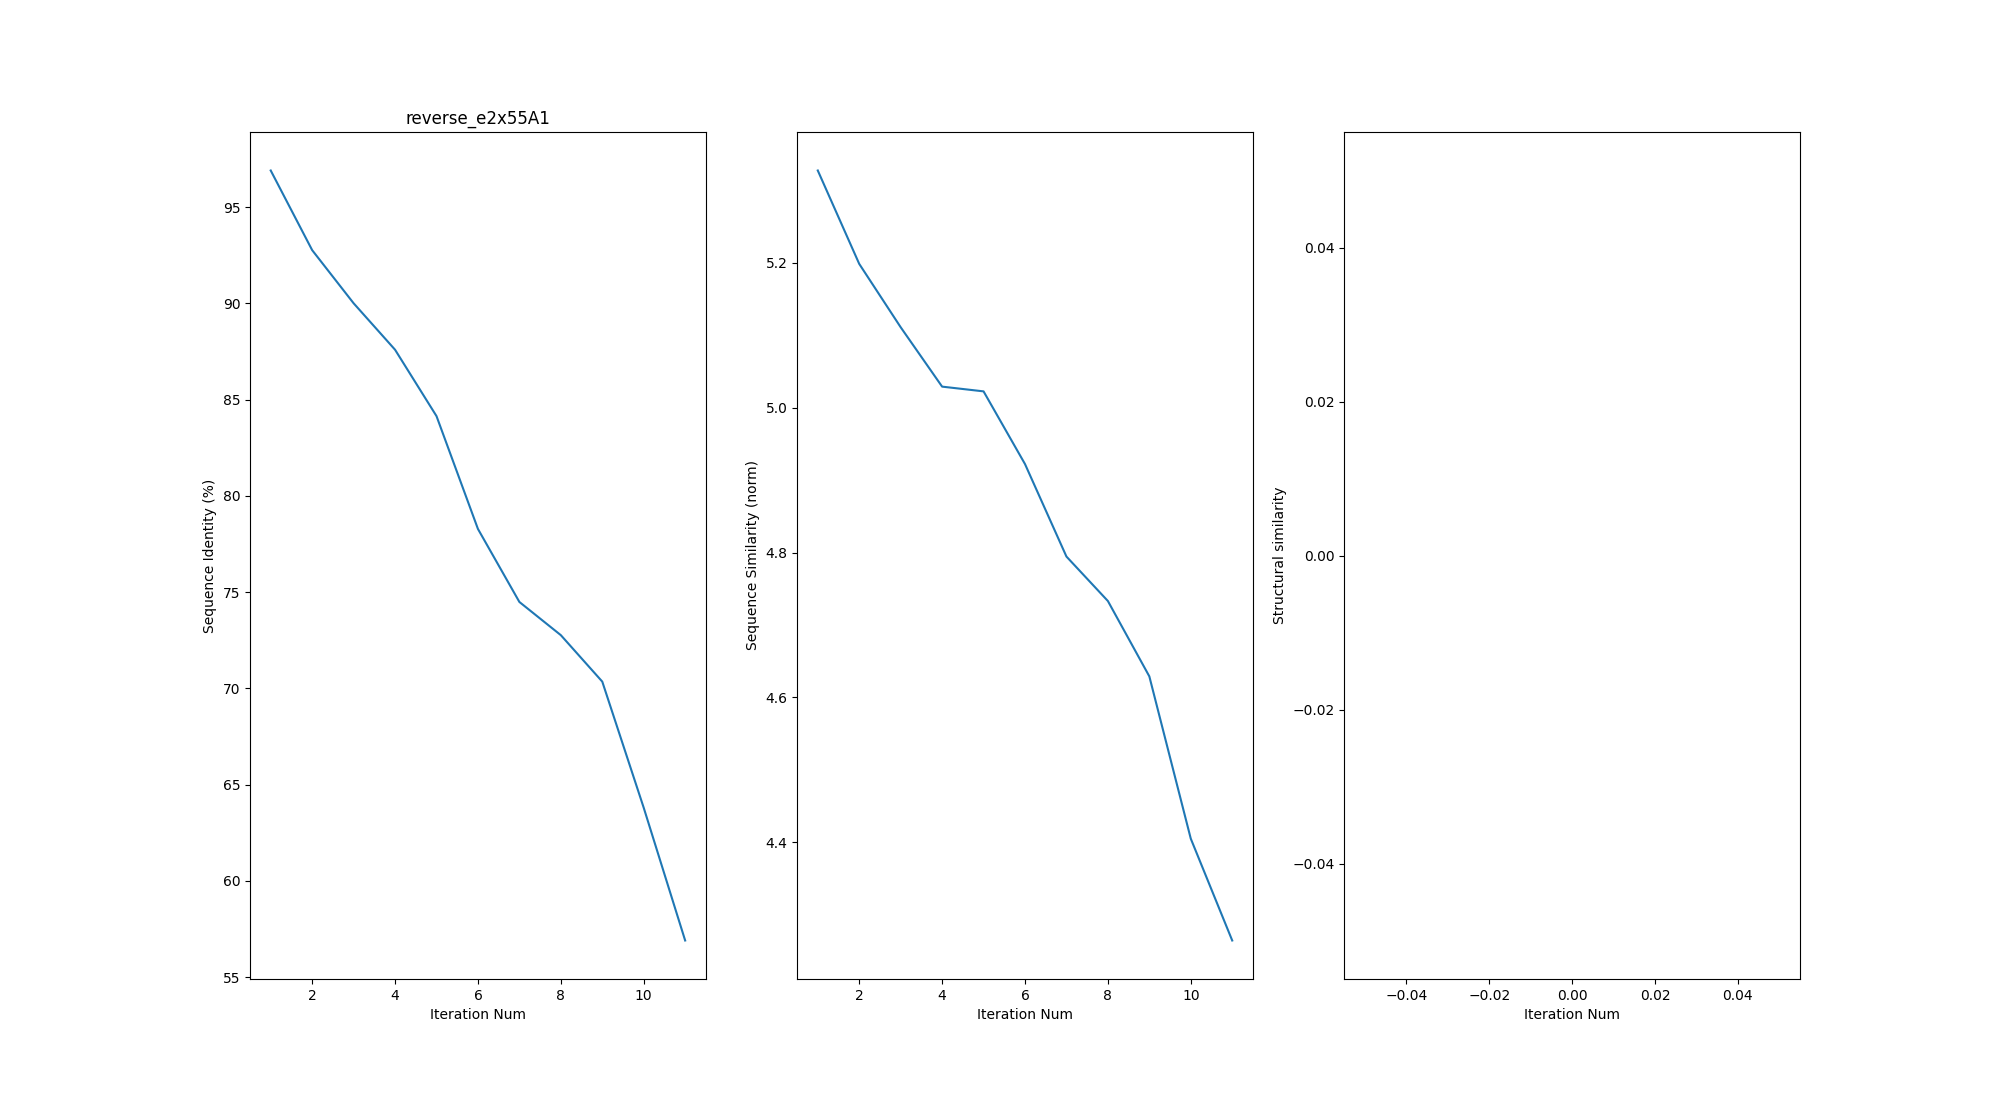 reverse_e2x55A1
95
90
85
80
75
70
65
60
55
Sequence Identity (%)
2 4 6 8 10
Iteration Num
5.2
5.0
4.8
4.6
4.4
Sequence Similarity (norm)
2 4 6 8 10
Iteration Num
0.04
0.02
0.00
−0.02
−0.04
Structural similarity
−0.04 −0.02 0.00 0.02 0.04
Iteration Num